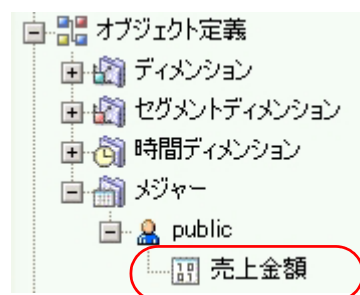 オブジェクト定義
ディメンション
セグメントディメンション
時間ディメンション
メジャー
public
売上金額